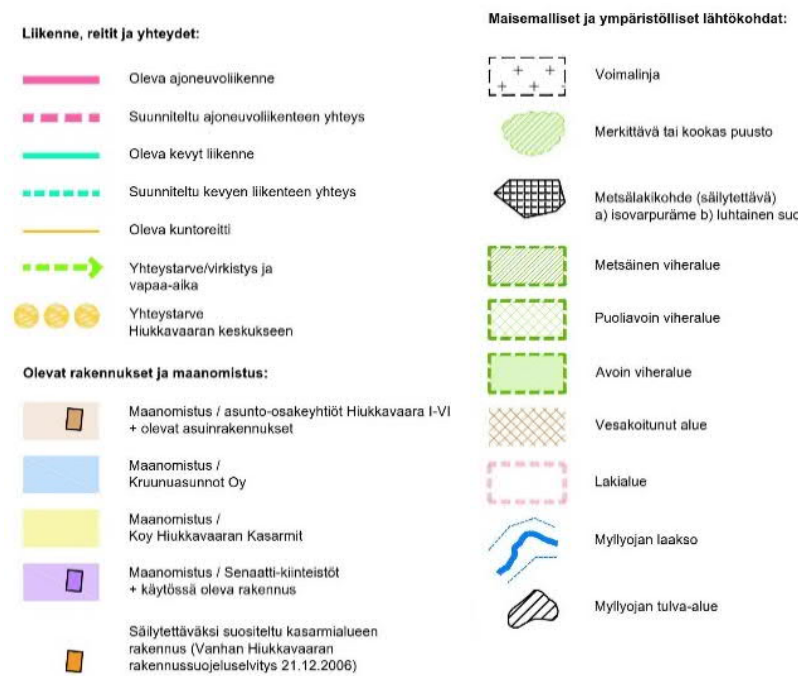 Liikenne, reitit ja yhteydet:
Oleva ajoneuvoliikenne
Suunniteltu ajoneuvoliikenteen yhteys
Oleva kevyt liikenne
Suunniteltu kevyen liikenteen yhteys
Oleva kuntoreitti
Yhteystarve/virkistys ja
vapaa-aika
Yhteystarve
Hiukkavaaran keskukseen
Olevat rakennukset ja maanomistus:
Maanomistus / asunto-osakeyhtiöt Hiukkavaara I-VI
+ olevat asuinrakennukset
Maanomistus /
Kruunuasunnot Oy
Maanomistus /
Koy Hiukkavaaran Kasarmit
Maanomistus / Senaatti-kiinteistöt
+ käytössä oleva rakennus
Säilytettäväksi suositeltu kasarmialueen
rakennus (Vanhan Hiukkavaaran
rakennussuojeluselvitys 21.12.2006)
Maisemalliset ja ympäristölliset lähtökohdat:
Voimalinja
Merkittävä tai kookas puusto
Metsälakikohde (säilytettävä)
a) isovarpuräme b) luhtainen suo
Metsäinen viheralue
Puoliavoin viheralue
Avoin viheralue
Vesakoitunut alue
Lakialue
Myllyojan laakso
Myllyojan tulva-alue